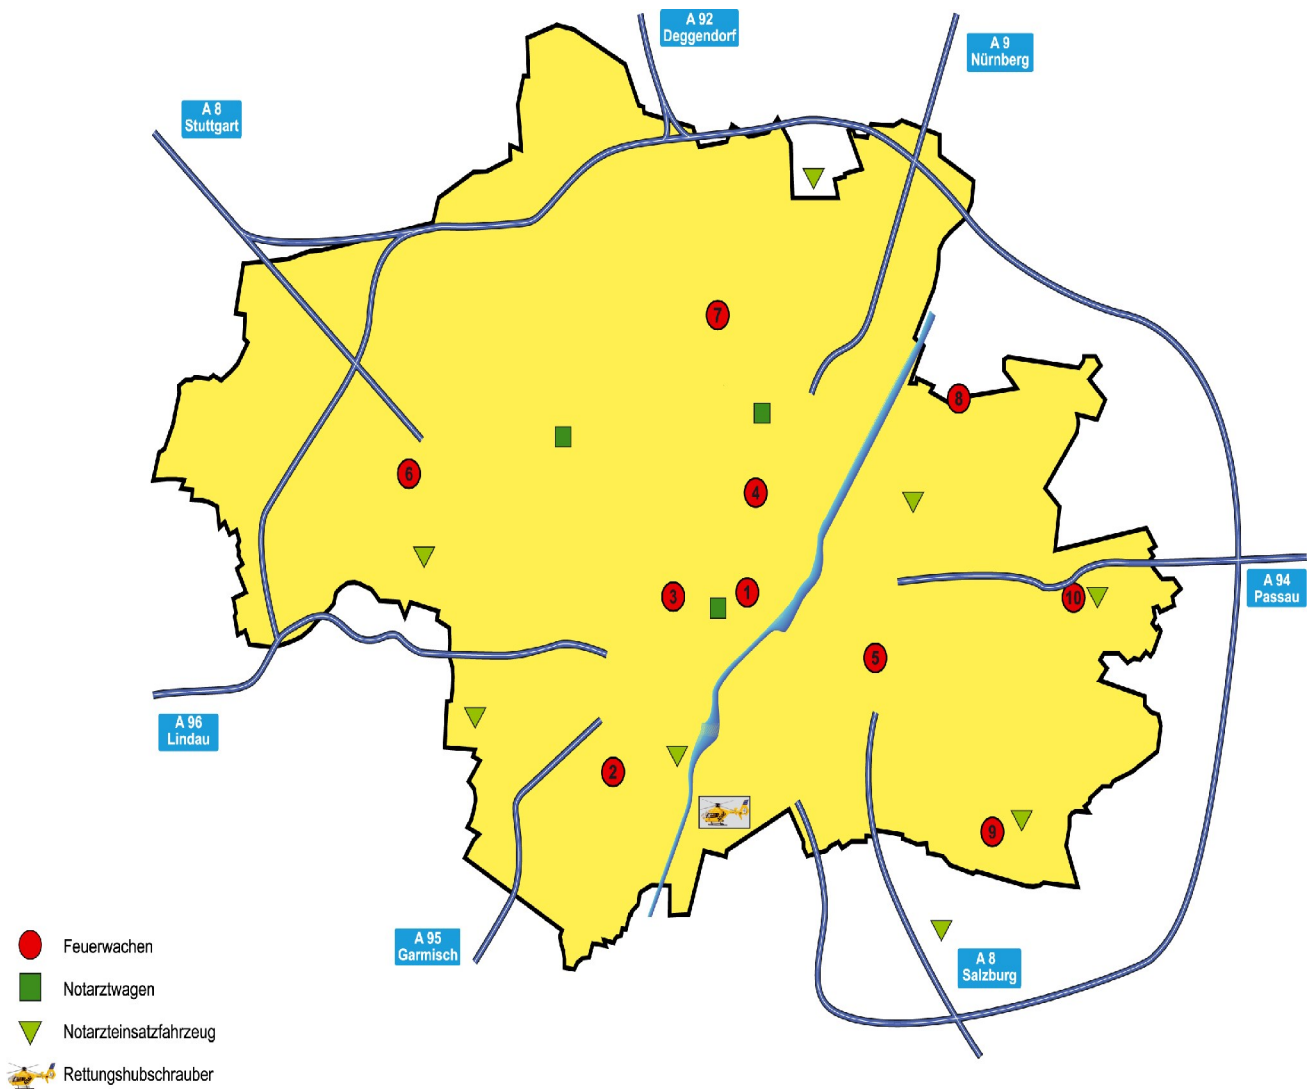 A 92
Deggendorf
A 9
Nürnberg
A 8
Stuttgart
7
8
6
4
3
1
10
A 94
Passau
5
A 96
Lindau
2
9
A 95
Garmisch
A 8
Salzburg
Feuerwachen
Notarztwagen
Notarzteinsatzfahrzeug
Rettungshubschrauber